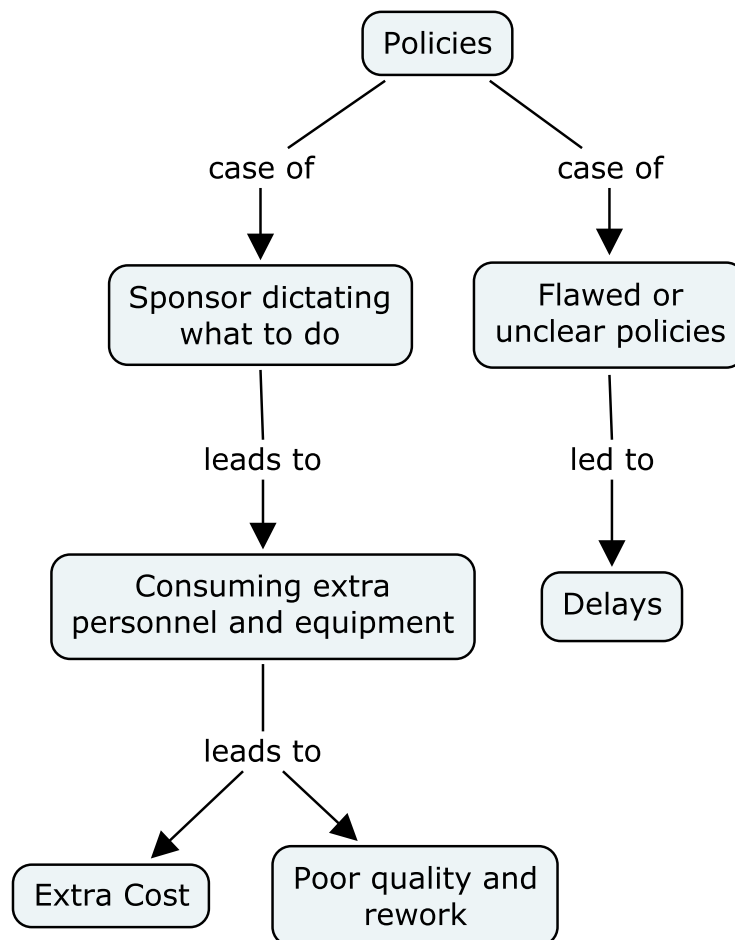 Policies
case of
case of
Sponsor dictating
what to do
Flawed or
unclear policies
leads to
led to
Consuming extra
personnel and equipment
Delays
leads to
Extra Cost
Poor quality and
rework